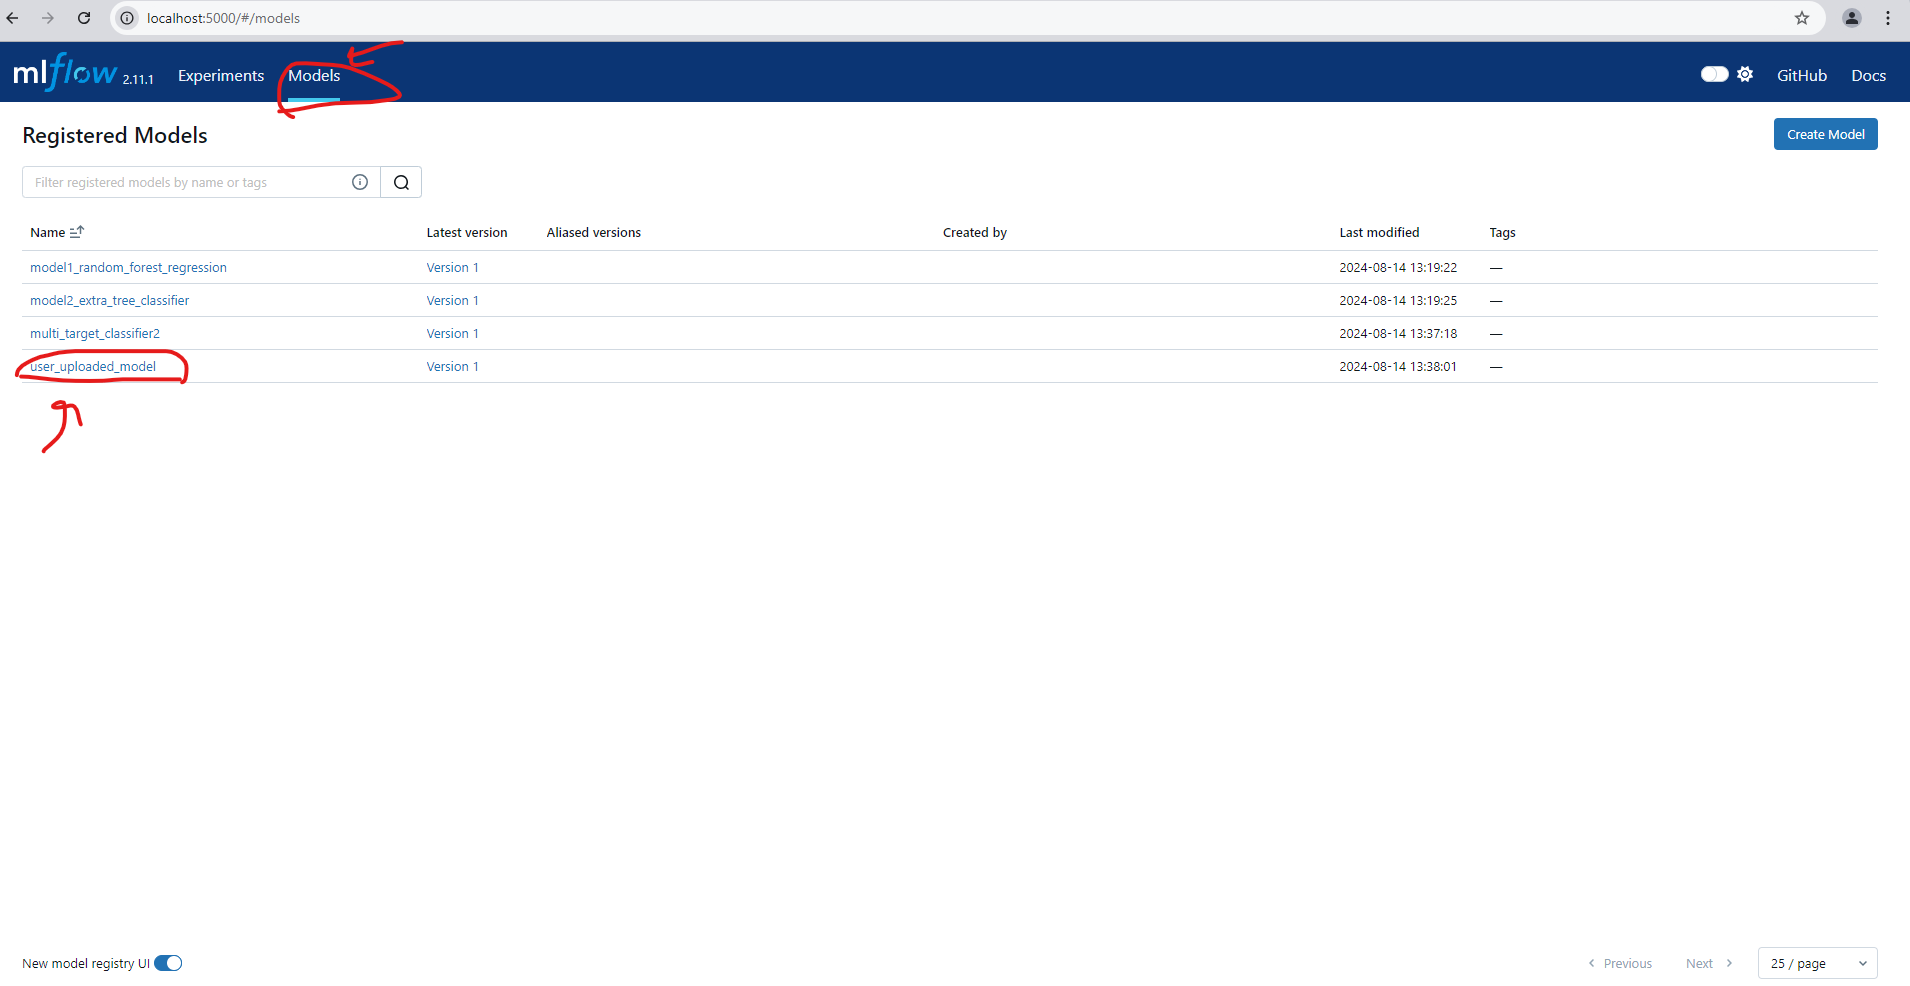 localhost:5000/#/models
mlflow 2.11.1 Experiments Models GitHub Docs
Registered Models
Create Model
Filter registered models by name or tags
Name Latest version Aliased versions Created by Last modified Tags
model1_random_forest_regression Version 1 2024-08-14 13:19:22 —
model2_extra_tree_classifier Version 1 2024-08-14 13:19:25 —
multi_target_classifier2 Version 1 2024-08-14 13:37:18 —
user_uploaded_model Version 1 2024-08-14 13:38:01 —
New model registry UI Previous Next 25 / page